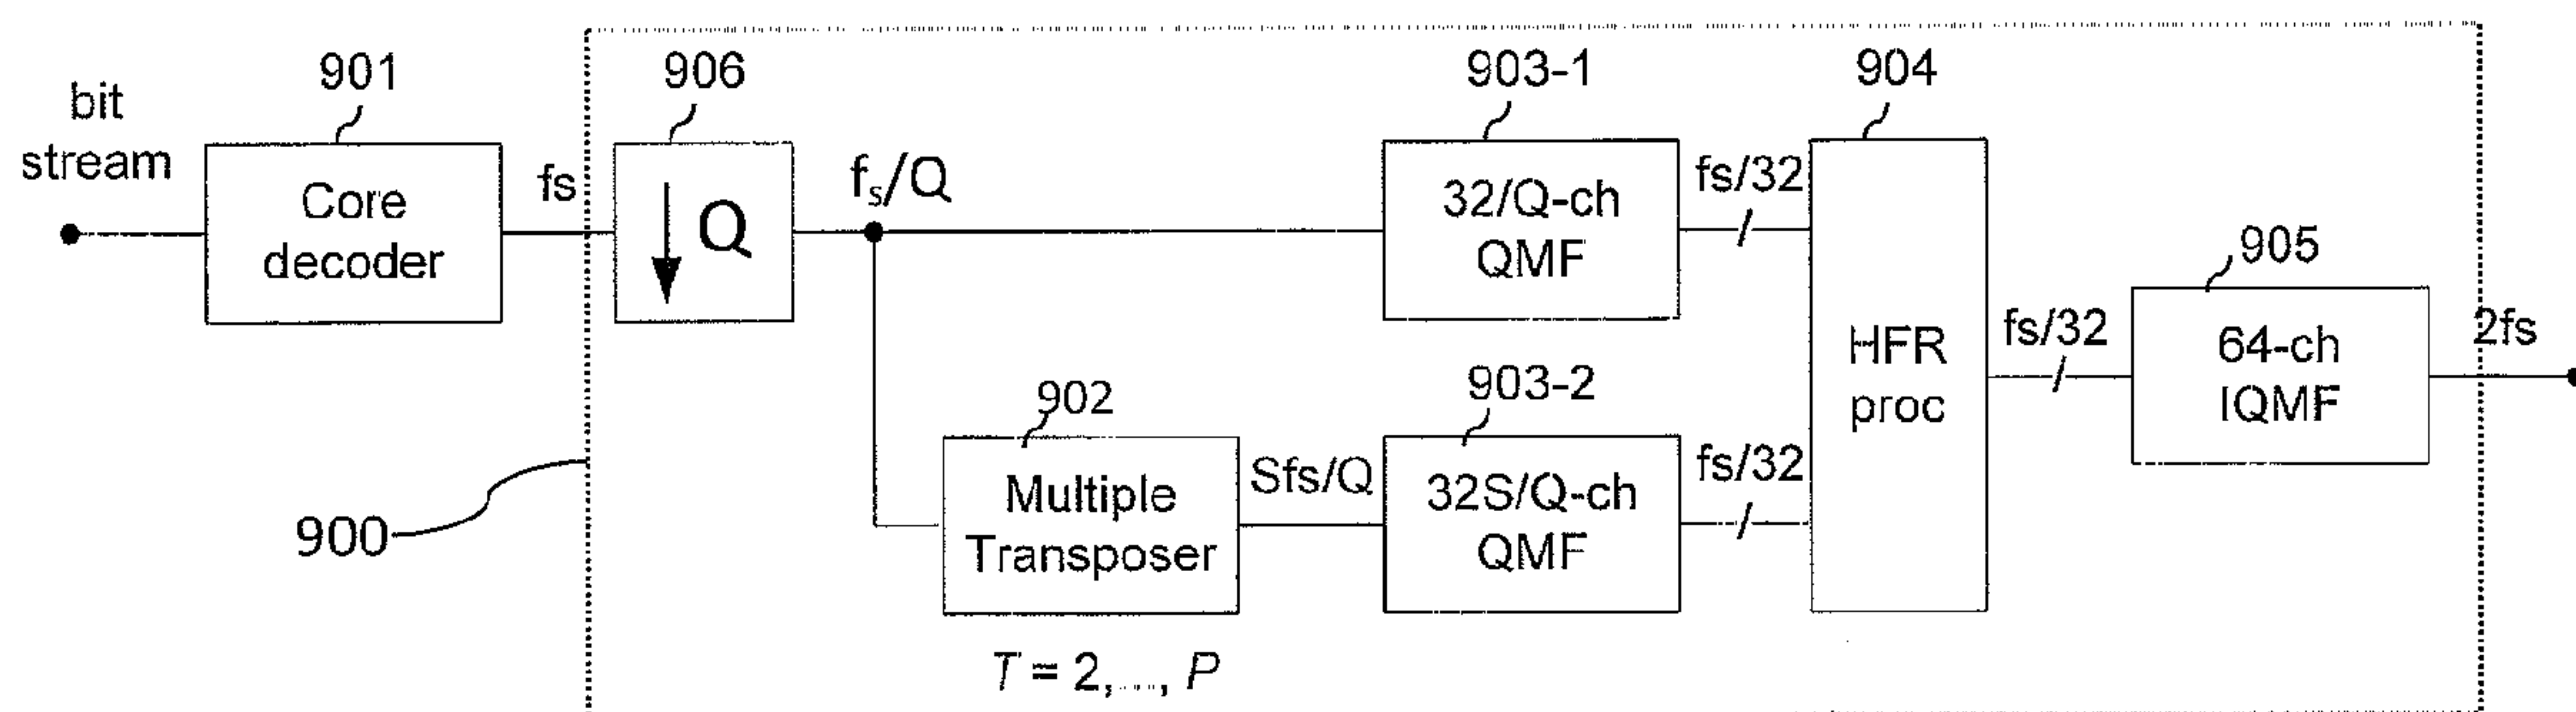 bit
stream
901
Core
decoder
fs
906
Q
fs/Q
903-1
32/Q-ch
QMF
fs/32
904
HFR
proc
902
Multiple
Transposer
T = 2,...., P
Sfs/Q
903-2
32S/Q-ch
QMF
fs/32
fs/32
905
64-ch
IQMF
2fs
900